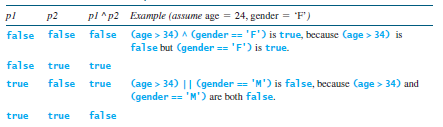 p1 p2 p1 ^ p2 Example (assume age = 24, gender = 'F')
false false false (age > 34) ^ (gender == 'F') is true, because (age > 34) is
false but (gender == 'F') is true.
false true true
true false true (age > 34) || (gender == 'M') is false, because (age > 34) and
(gender == 'M') are both false.
true true false